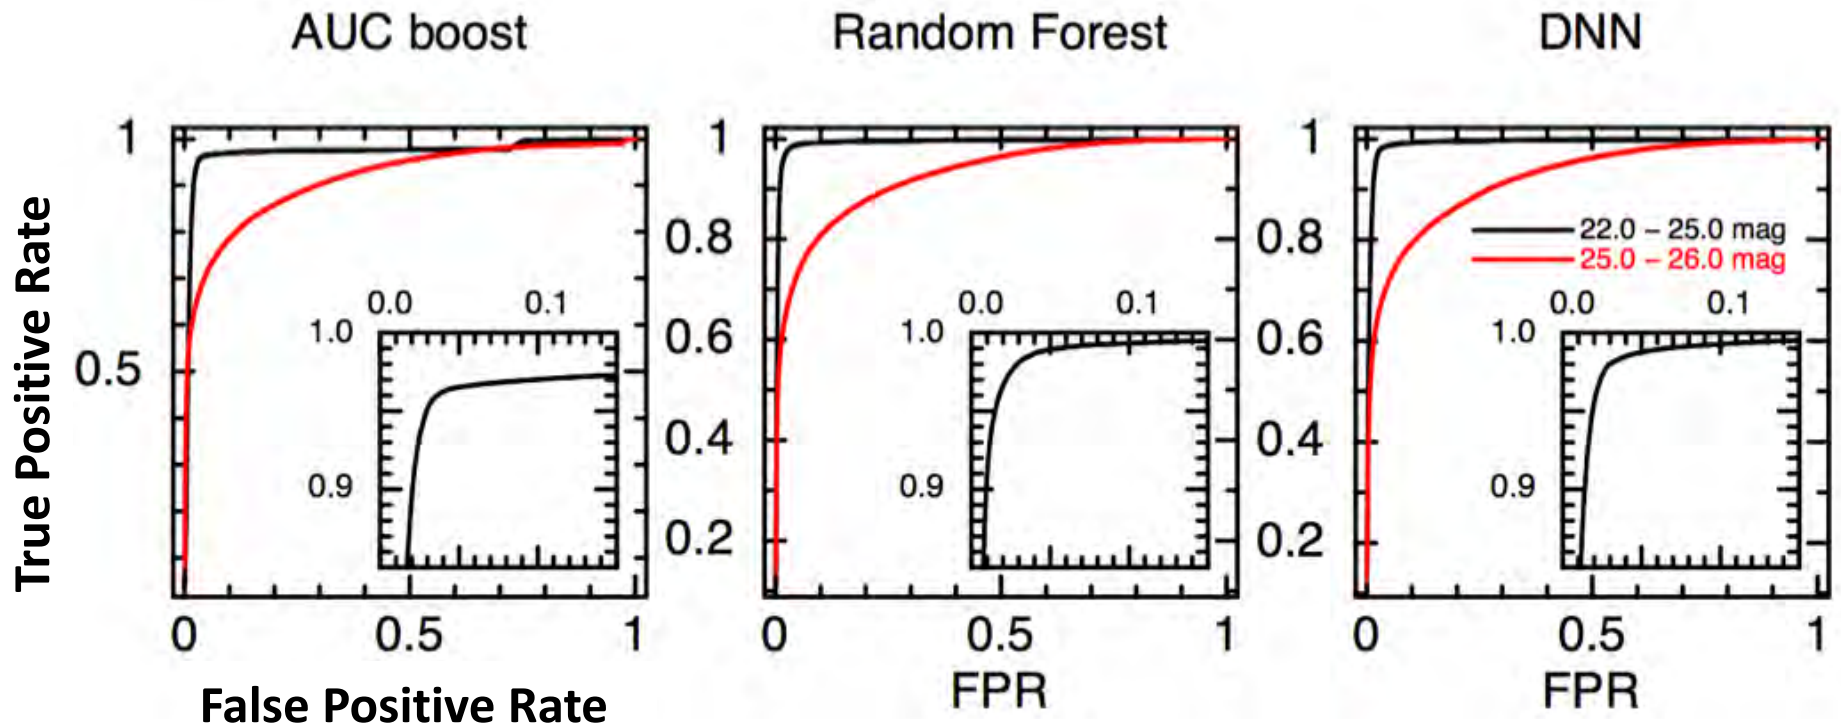 AUC boost
Random Forest
DNN
True Positive Rate
1
0.5
0.0 0.1
1.0
0.9
0 0.5 1
False Positive Rate
1
0.8
0.6
0.4
0.2
0.0 0.1
1.0
0.9
0 0.5 1
FPR
1
0.8
0.6
0.4
0.2
22.0 – 25.0 mag
25.0 – 26.0 mag
0.0 0.1
1.0
0.9
0 0.5 1
FPR